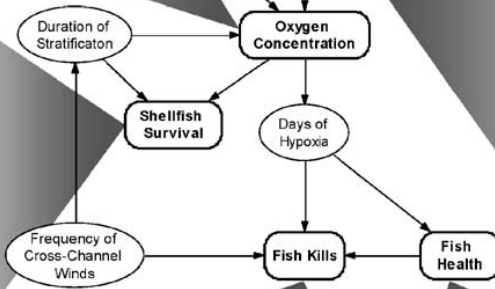 Duration of
Stratificaton
Oxygen
Concentration
Shellfish
Survival
Days of
Hypoxia
Frequency of
Cross-Channel
Winds
Fish Kills
Fish
Health